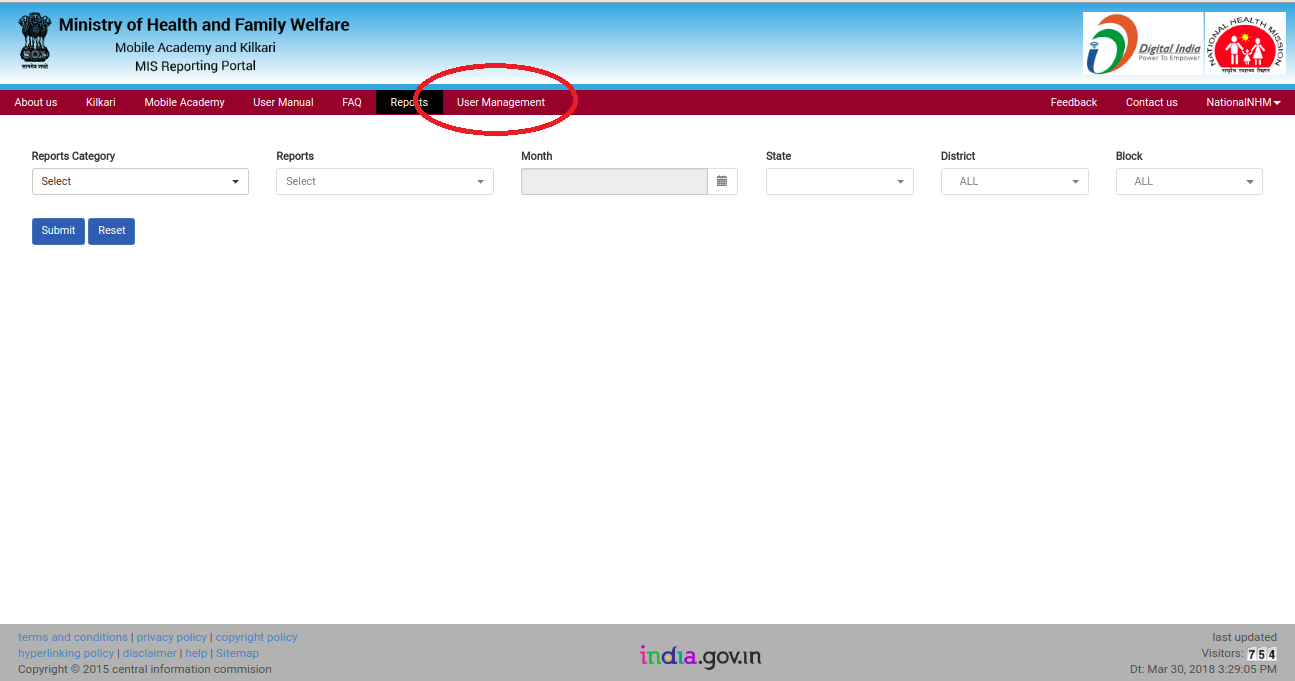 Ministry of Health and Family Welfare
Mobile Academy and Kilkari
MIS Reporting Portal
सत्यमेव जयते
Digital India
Power To Empower
NATIONAL HEALTH MISSION
राष्ट्रीय स्वास्थ्य मिशन
About us Kilkari Mobile Academy User Manual FAQ Reports User Management Feedback Contact us NationalNHM
Reports Category Reports Month State District Block
Select Select ALL ALL
Submit Reset
terms and conditions | privacy policy | copyright policy
hyperlinking policy | disclaimer | help | Sitemap
Copyright © 2015 central information commision
india.gov.in
last updated
Visitors: 754
Dt: Mar 30, 2018 3:29:05 PM